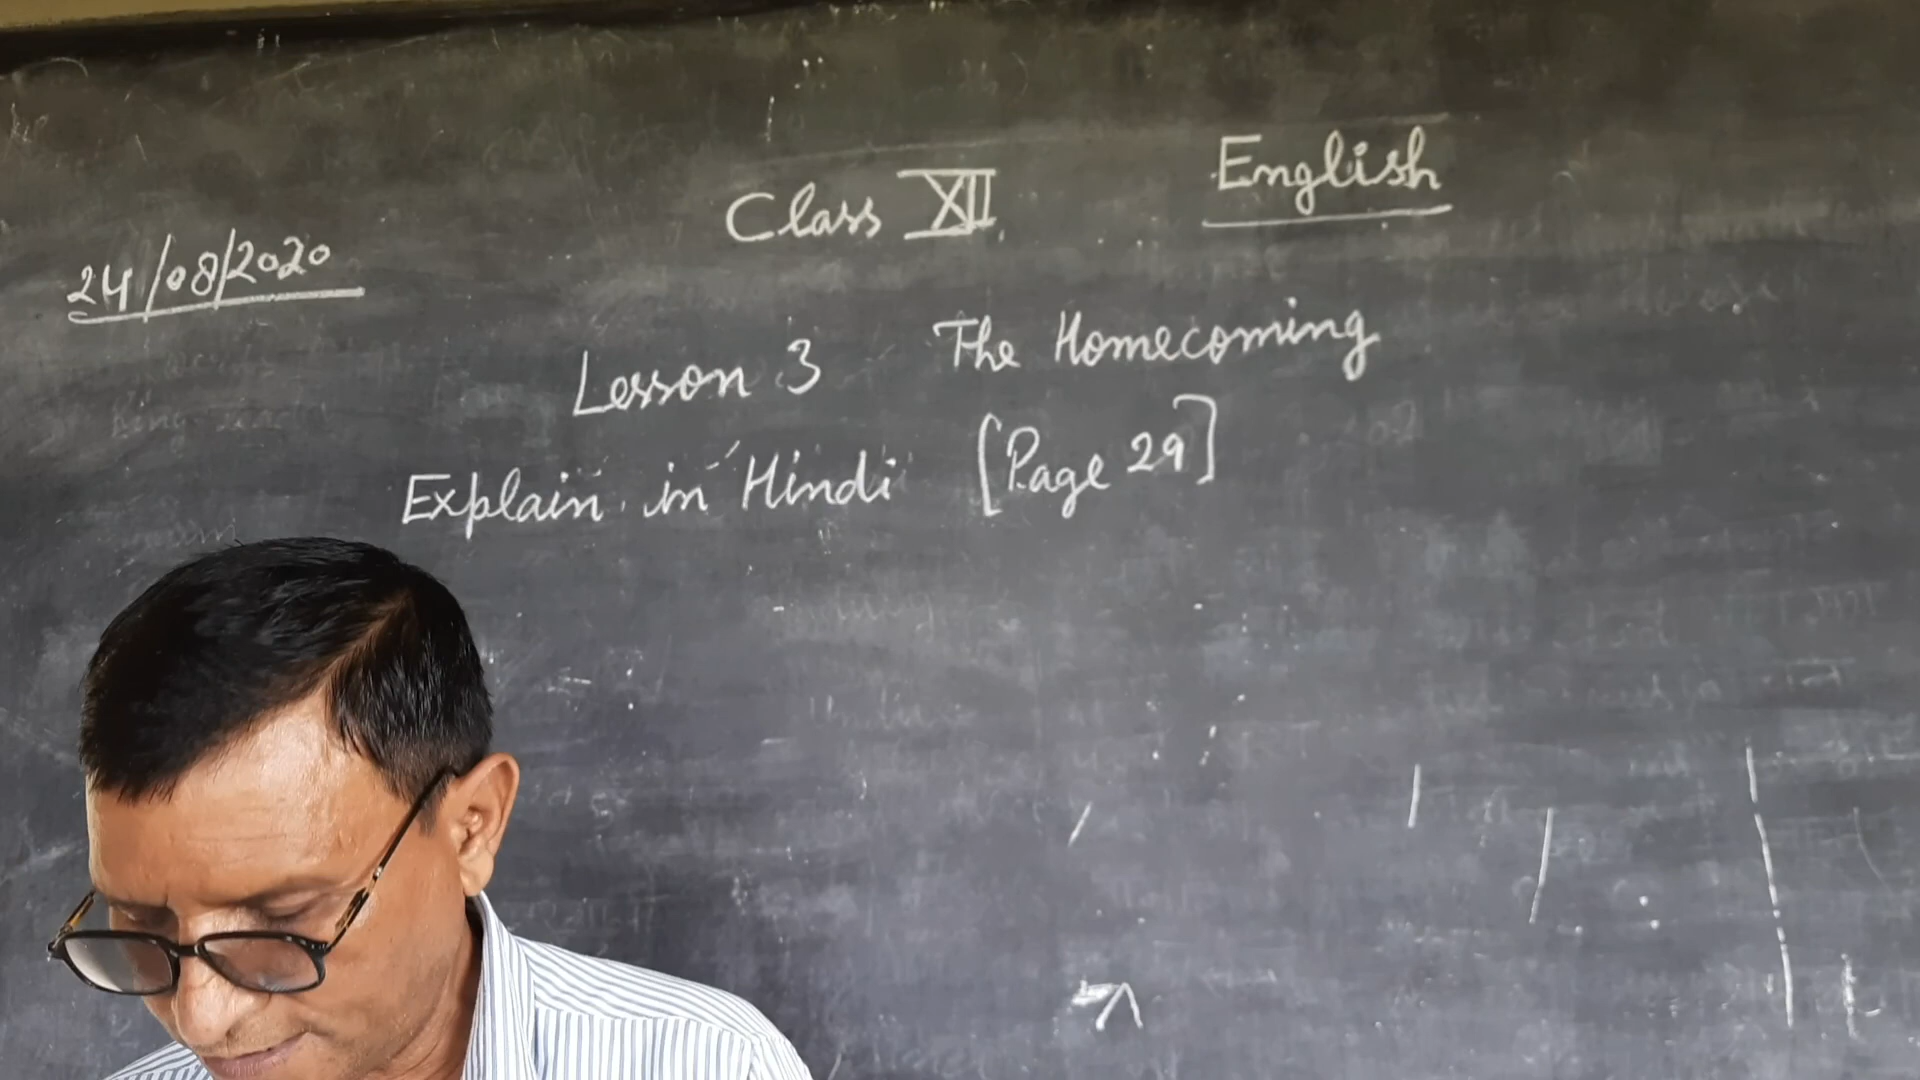 Class XII English
24/08/2020
Lesson 3 The Homecoming
Explain in Hindi [Page 29]